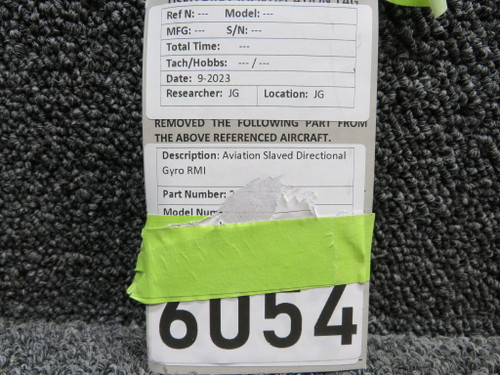 Ref N: --- Model: ---
MFG: --- S/N: ---
Total Time: ---
Tach/Hobbs: --- / ---
Date: 9-2023
Researcher: JG Location: JG
REMOVED THE FOLLOWING PART FROM
THE ABOVE REFERENCED AIRCRAFT.
Description: Aviation Slaved Directional
Gyro RMI
Part Number:
Model
6054